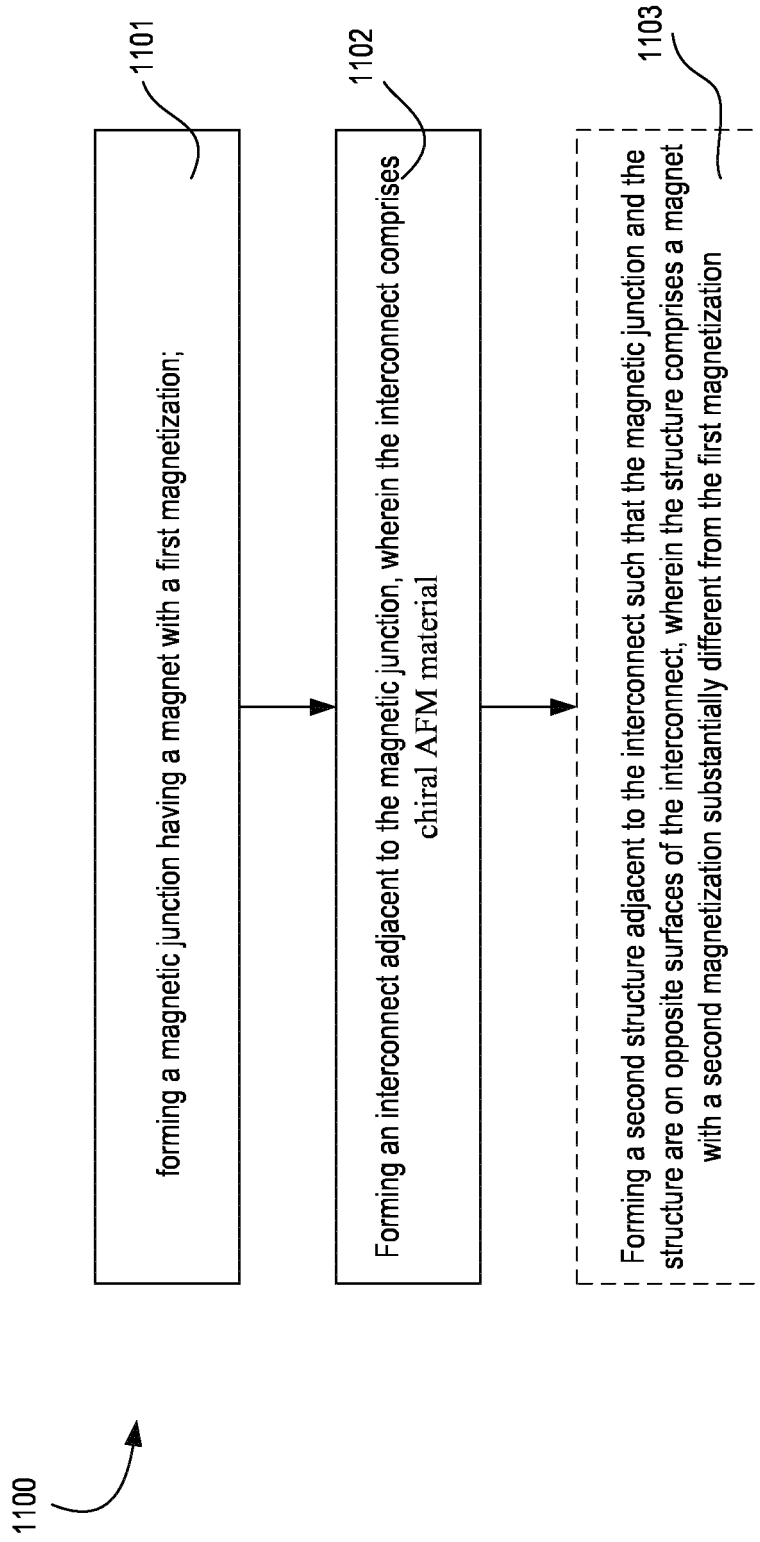 1100
1101
forming a magnetic junction having a magnet with a first magnetization;
1102
Forming an interconnect adjacent to the magnetic junction, wherein the interconnect comprises
chiral AFM material
1103
Forming a second structure adjacent to the interconnect such that the magnetic junction and the
structure are on opposite surfaces of the interconnect, wherein the structure comprises a magnet
with a second magnetization substantially different from the first magnetization